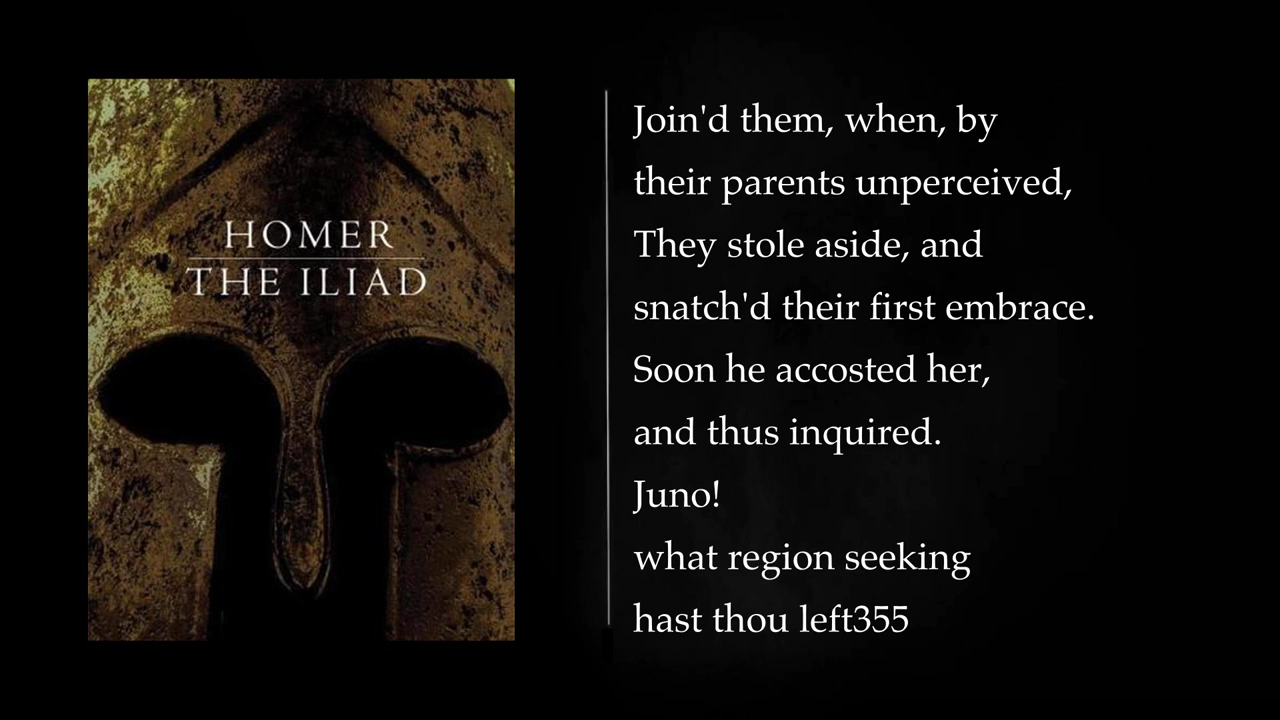 HOMER
THE ILIAD
Join'd them, when, by
their parents unperceived,
They stole aside, and
snatch'd their first embrace.
Soon he accosted her,
and thus inquired.
Juno!
what region seeking
hast thou left355